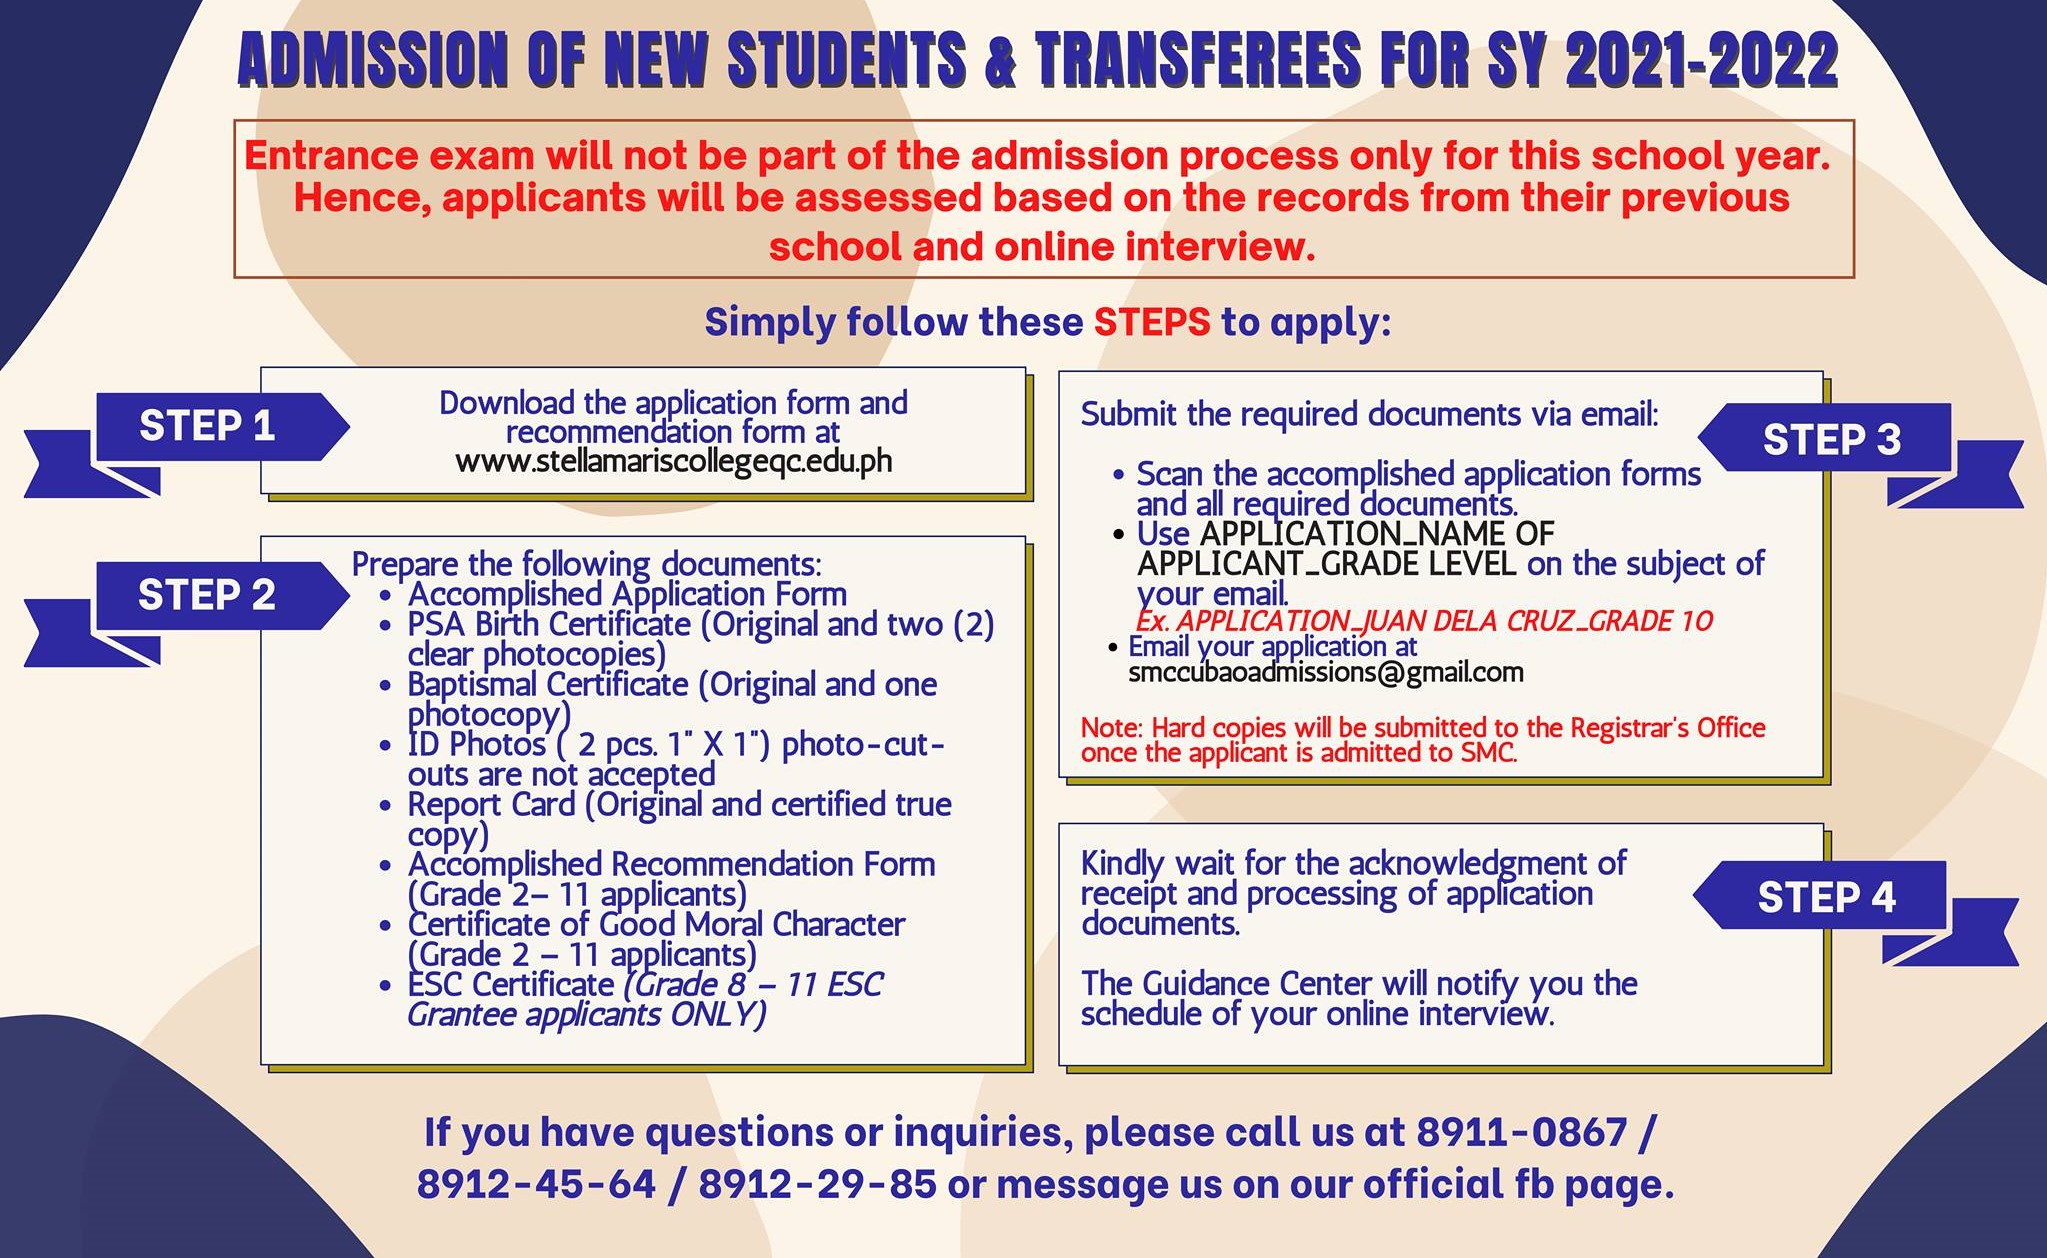 ADMISSION OF NEW STUDENTS & TRANSFEREES FOR SY 2021-2022
Entrance exam will not be part of the admission process only for this school year.
Hence, applicants will be assessed based on the records from their previous
school and online interview.
Simply follow these STEPS to apply:
STEP 1
Download the application form and
recommendation form at
www.stellamariscollegeqc.edu.ph
STEP 2
Prepare the following documents:
• Accomplished Application Form
• PSA Birth Certificate (Original and two (2)
clear photocopies)
• Baptismal Certificate (Original and one
photocopy)
• ID Photos ( 2 pcs. 1" X 1") photo-cut-
outs are not accepted
• Report Card (Original and certified true
copy)
• Accomplished Recommendation Form
(Grade 2– 11 applicants)
• Certificate of Good Moral Character
(Grade 2 – 11 applicants)
• ESC Certificate (Grade 8 – 11 ESC
Grantee applicants ONLY)
STEP 3
Submit the required documents via email:
• Scan the accomplished application forms
and all required documents.
• Use APPLICATION_NAME OF
APPLICANT_GRADE LEVEL on the subject of
your email.
Ex. APPLICATION_JUAN DELA CRUZ_GRADE 10
• Email your application at
smccubaoadmissions@gmail.com
Note: Hard copies will be submitted to the Registrar's Office
once the applicant is admitted to SMC.
STEP 4
Kindly wait for the acknowledgment of
receipt and processing of application
documents.
The Guidance Center will notify you the
schedule of your online interview.
If you have questions or inquiries, please call us at 8911-0867 /
8912-45-64 / 8912-29-85 or message us on our official fb page.